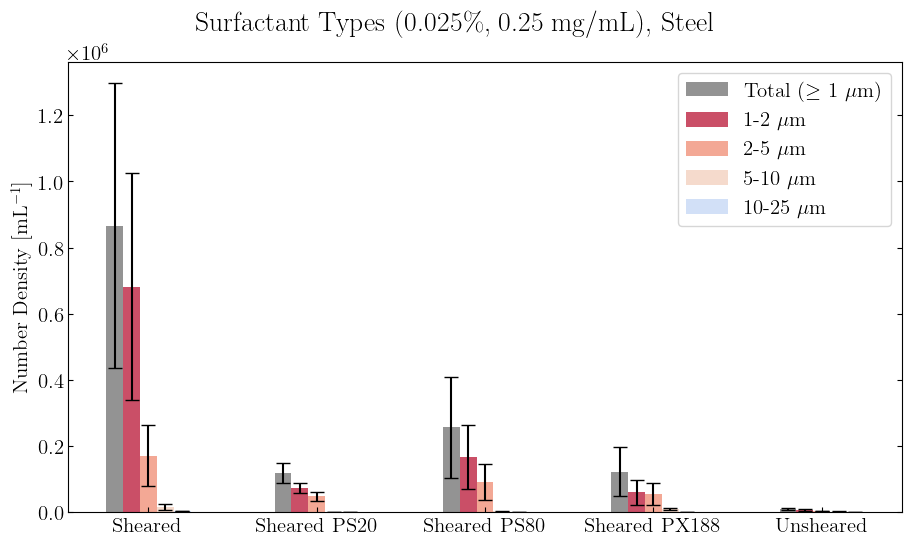 Surfactant Types (0.025%, 0.25 mg/mL), Steel
×10⁶
Number Density [mL⁻¹]
1.2
1.0
0.8
0.6
0.4
0.2
0.0
Total (≥ 1 μm)
1-2 μm
2-5 μm
5-10 μm
10-25 μm
Sheared Sheared PS20 Sheared PS80 Sheared PX188 Unsheared